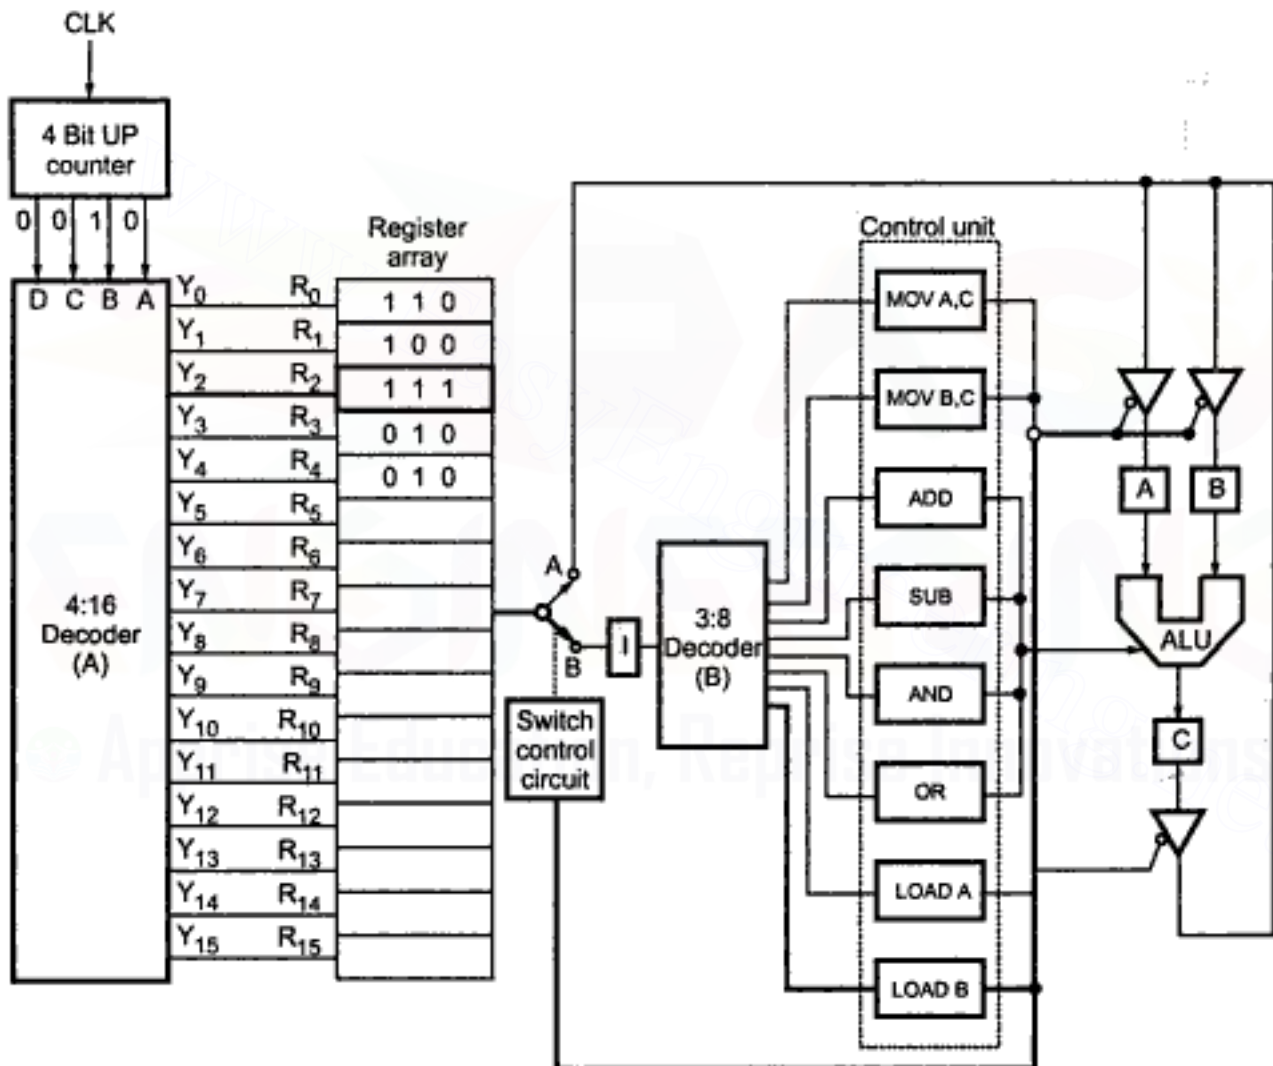 CLK
4 Bit UP
counter
0 0 1 0
D C B A
4:16
Decoder
(A)
Register
array
Y0 R0 1 1 0
Y1 R1 1 0 0
Y2 R2 1 1 1
Y3 R3 0 1 0
Y4 R4 0 1 0
Y5 R5
Y6 R6
Y7 R7
Y8 R8
Y9 R9
Y10 R10
Y11 R11
Y12 R12
Y13 R13
Y14 R14
Y15 R15
A
B
Switch
control
circuit
I
3:8
Decoder
(B)
Control unit
MOV A,C
MOV B,C
ADD
SUB
AND
OR
LOAD A
LOAD B
A
B
ALU
C